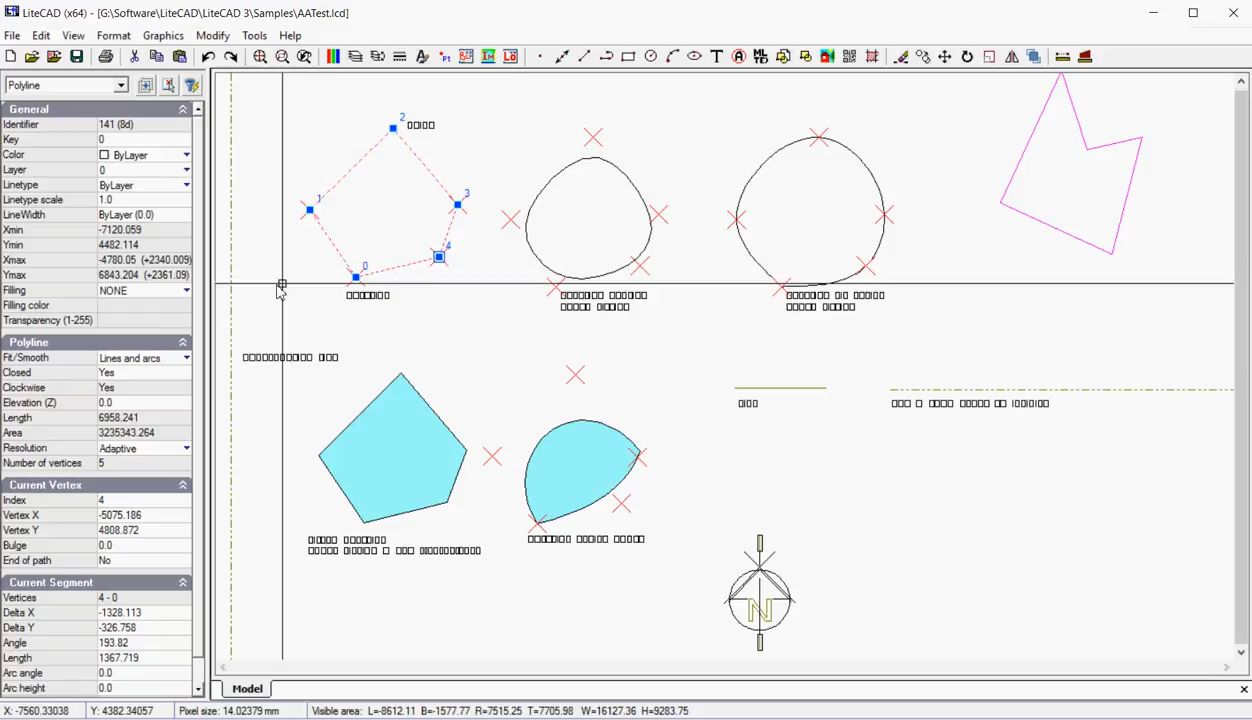 LiteCAD (x64) - [G:\Software\LiteCAD\LiteCAD 3\Samples\AATest.lcd]
File Edit View Format Graphics Modify Tools Help
Polyline
General
Identifier 141 (8d)
Key 0
Color ByLayer
Layer 0
Linetype ByLayer
Linetype scale 1.0
LineWidth ByLayer (0.0)
Xmin -7120.059
Ymin 4482.114
Xmax -4780.05 (+2340.009)
Ymax 6843.204 (+2361.09)
Filling NONE
Filling color
Transparency (1-255)
Polyline
Fit/Smooth Lines and arcs
Closed Yes
Clockwise Yes
Elevation (Z) 0.0
Length 6958.241
Area 3235343.264
Resolution Adaptive
Number of vertices 5
Current Vertex
Index 4
Vertex X -5075.186
Vertex Y 4808.872
Bulge 0.0
End of path No
Current Segment
Vertices 4 - 0
Delta X -1328.113
Delta Y -326.758
Angle 193.82
Length 1367.719
Arc angle 0.0
Arc height 0.0
2
1
3
4
0
N
Model
X: -7560.33038 Y: 4382.34057 Pixel size: 14.02379 mm Visible area: L=-8612.11 B=-1577.77 R=7515.25 T=7705.98 W=16127.36 H=9283.75